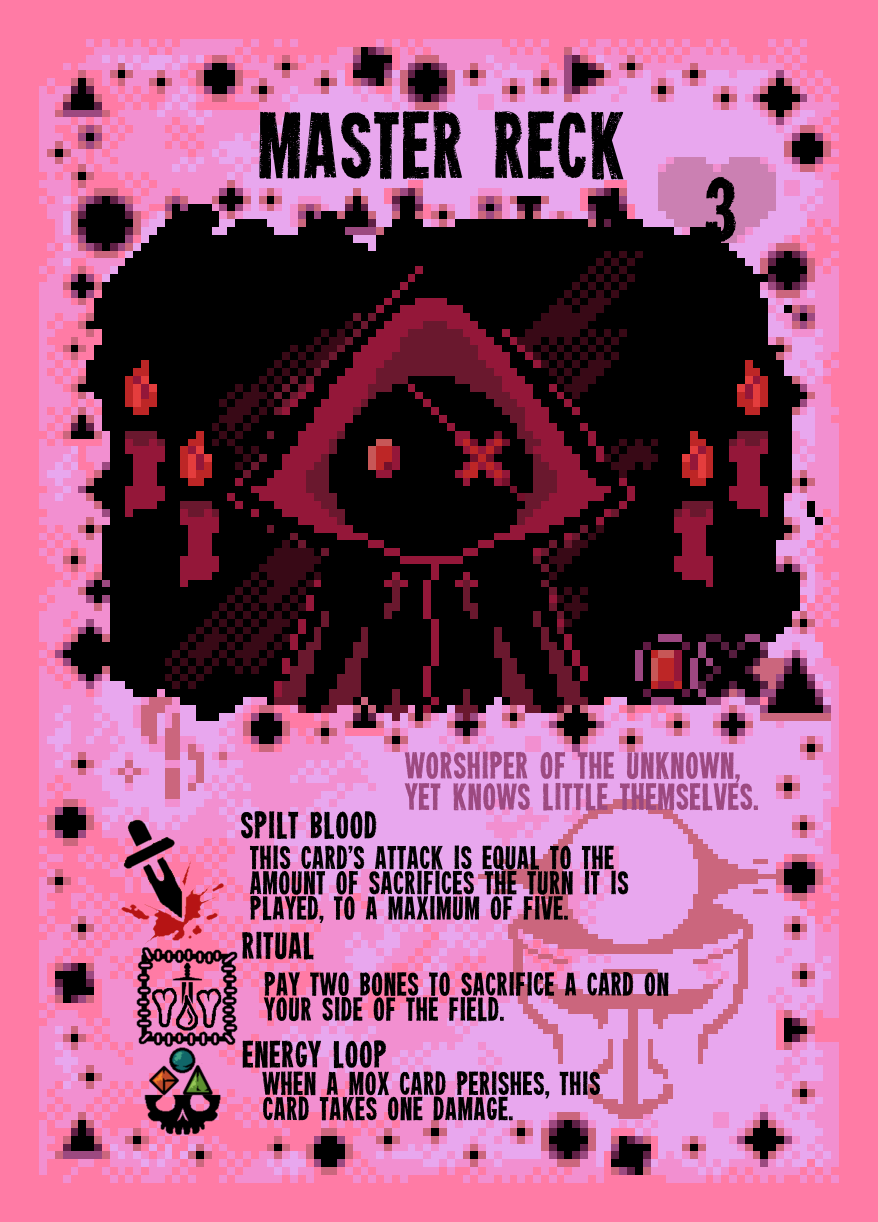 MASTER RECK
3
WORSHIPER OF THE UNKNOWN,
YET KNOWS LITTLE THEMSELVES.
SPILT BLOOD
THIS CARD'S ATTACK IS EQUAL TO THE
AMOUNT OF SACRIFICES THE TURN IT IS
PLAYED, TO A MAXIMUM OF FIVE.
RITUAL
PAY TWO BONES TO SACRIFICE A CARD ON
YOUR SIDE OF THE FIELD.
ENERGY LOOP
WHEN A MOX CARD PERISHES, THIS
CARD TAKES ONE DAMAGE.